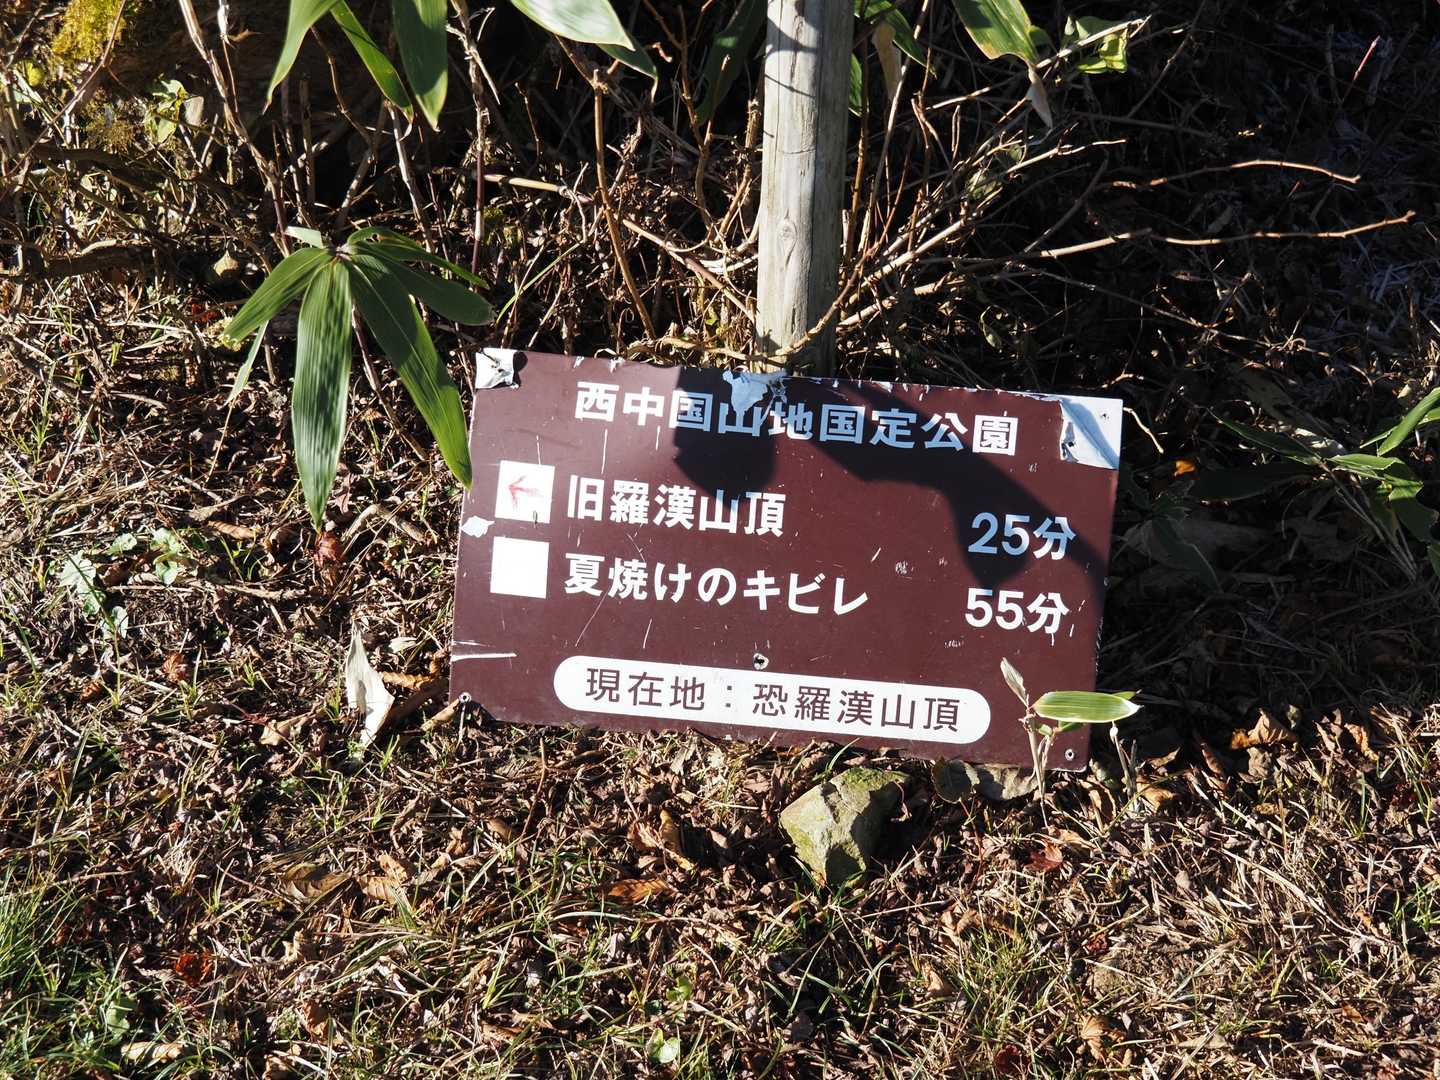 西中国山地国定公園
← 旧羅漢山頂 25分
夏焼けのキビレ 55分
現在地：恐羅漢山頂